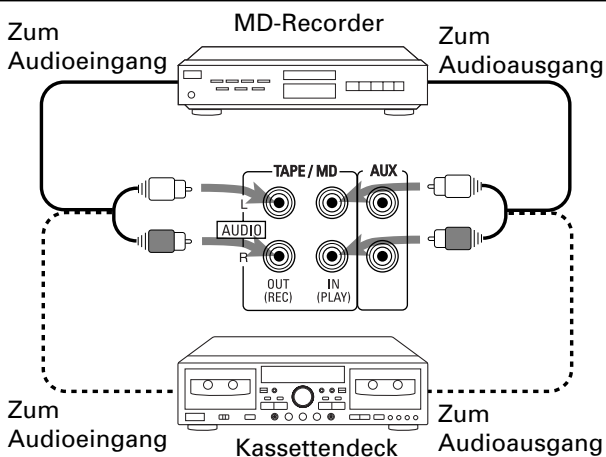 MD-Recorder
Zum
Audioeingang
Zum
Audioausgang
TAPE / MD
AUX
L
AUDIO
R
OUT
(REC)
IN
(PLAY)
Zum
Audioeingang
Kassettendeck
Zum
Audioausgang